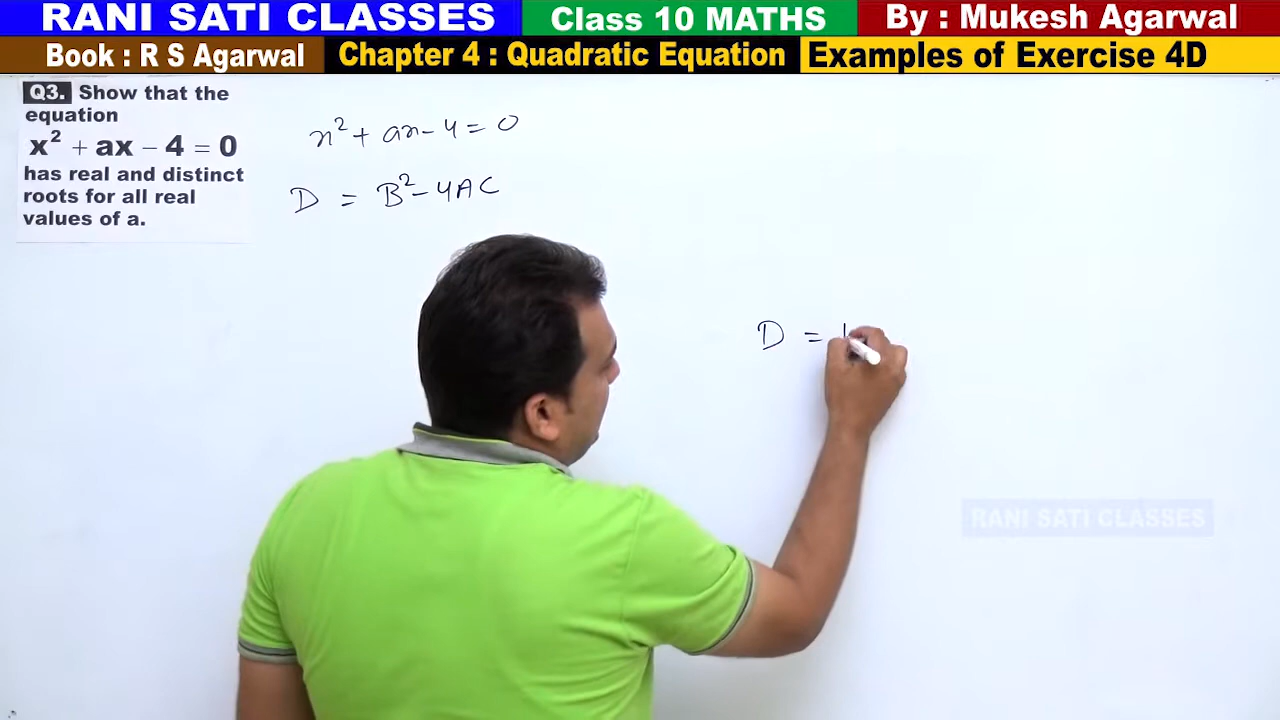 RANI SATI CLASSES Class 10 MATHS By : Mukesh Agarwal
Book : R S Agarwal Chapter 4 : Quadratic Equation Examples of Exercise 4D
Q3. Show that the
equation
x² + ax – 4 = 0
has real and distinct
roots for all real
values of a.
x² + ax – 4 = 0
D = B² – 4AC
D =
RANI SATI CLASSES